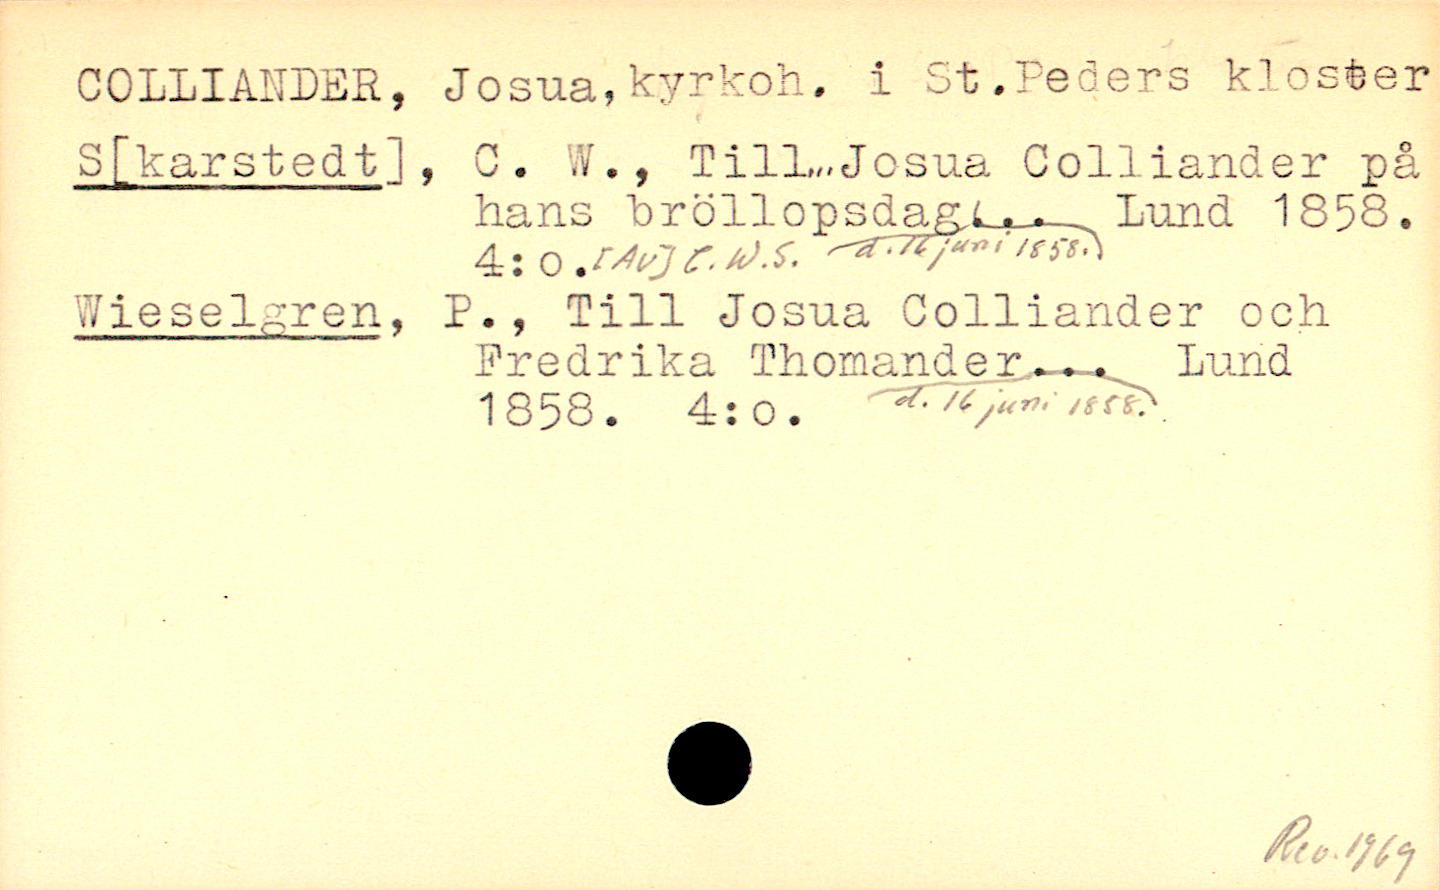 COLLIANDER, Josua, kyrkoh. i St. Peders kloster
S[karstedt], C. W., Till... Josua Colliander på
hans bröllopsdag... Lund 1858.
4:o. [Av] C. W. S. d. 16 juni 1858.
Wieselgren, P., Till Josua Colliander och
Fredrika Thomander... Lund
1858. 4:o. d. 16 juni 1858.
Rev. 1969